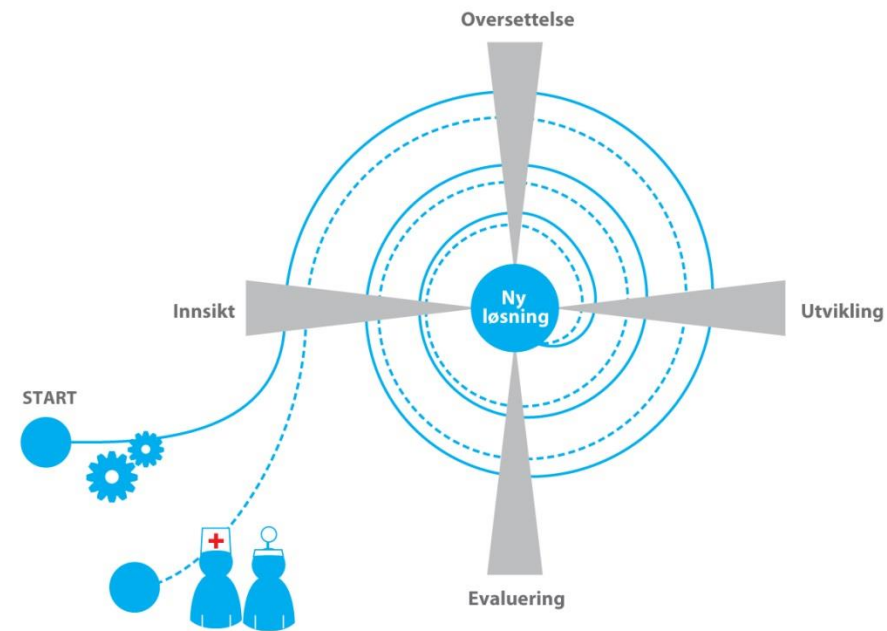 Oversettelse
Innsikt
Ny
løsning
Utvikling
START
Evaluering